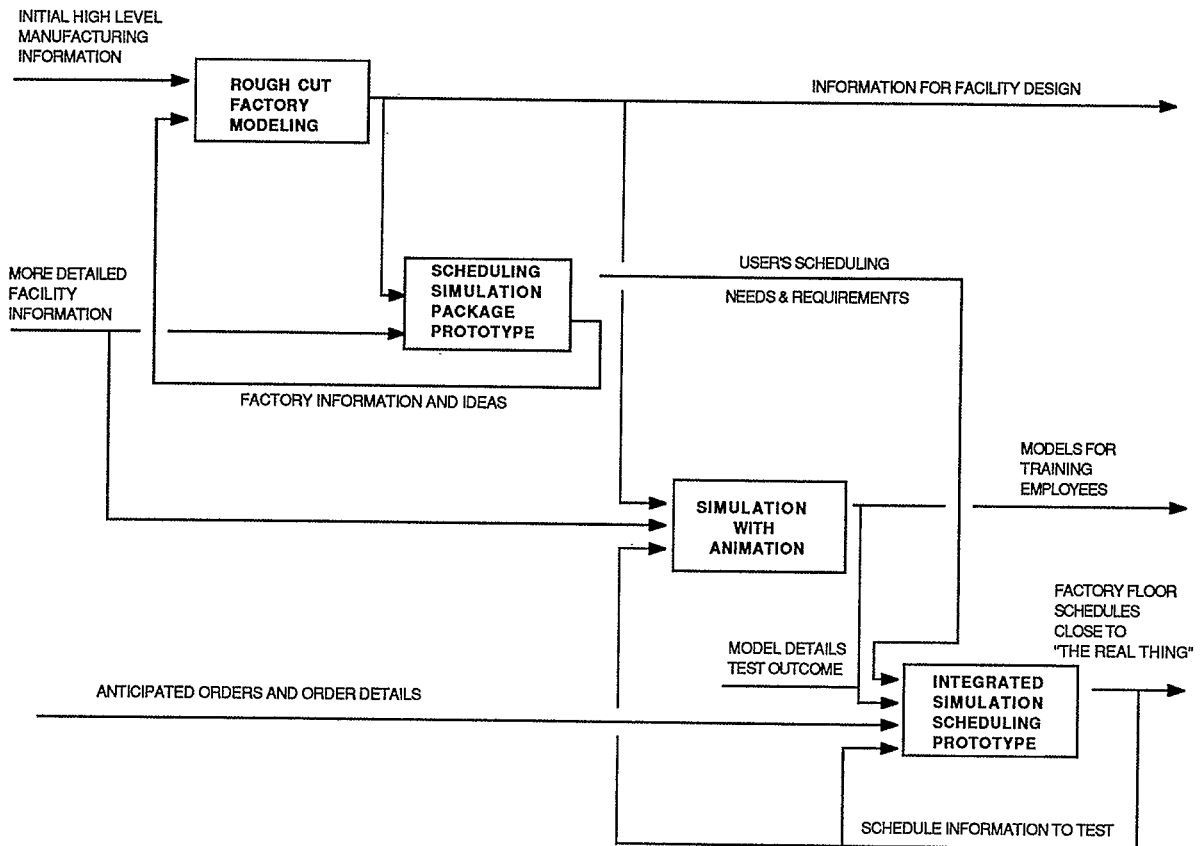 INITIAL HIGH LEVEL
MANUFACTURING
INFORMATION
ROUGH CUT
FACTORY
MODELING
INFORMATION FOR FACILITY DESIGN
MORE DETAILED
FACILITY
INFORMATION
SCHEDULING
SIMULATION
PACKAGE
PROTOTYPE
USER'S SCHEDULING
NEEDS & REQUIREMENTS
FACTORY INFORMATION AND IDEAS
SIMULATION
WITH
ANIMATION
MODELS FOR
TRAINING
EMPLOYEES
FACTORY FLOOR
SCHEDULES
CLOSE TO
"THE REAL THING"
MODEL DETAILS
TEST OUTCOME
ANTICIPATED ORDERS AND ORDER DETAILS
INTEGRATED
SIMULATION
SCHEDULING
PROTOTYPE
SCHEDULE INFORMATION TO TEST